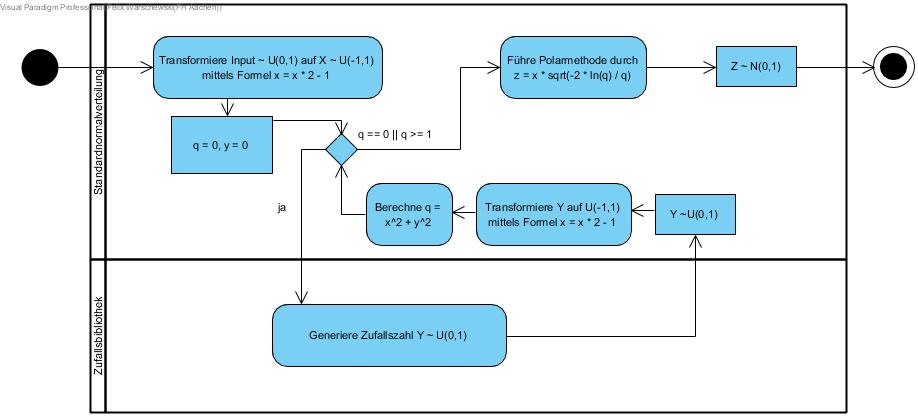 Visual Paradigm Professional(Felix Warschewski(FH Aachen))
Standardnormalverteilung
Transformiere Input ~ U(0,1) auf X ~ U(-1,1)
mittels Formel x = x * 2 - 1
Führe Polarmethode durch
z = x * sqrt(-2 * ln(q) / q)
Z ~ N(0,1)
q = 0, y = 0
q == 0 || q >= 1
ja
Berechne q =
x^2 + y^2
Transformiere Y auf U(-1,1)
mittels Formel x = x * 2 - 1
Y ~U(0,1)
Zufallsbibliothek
Generiere Zufallszahl Y ~ U(0,1)